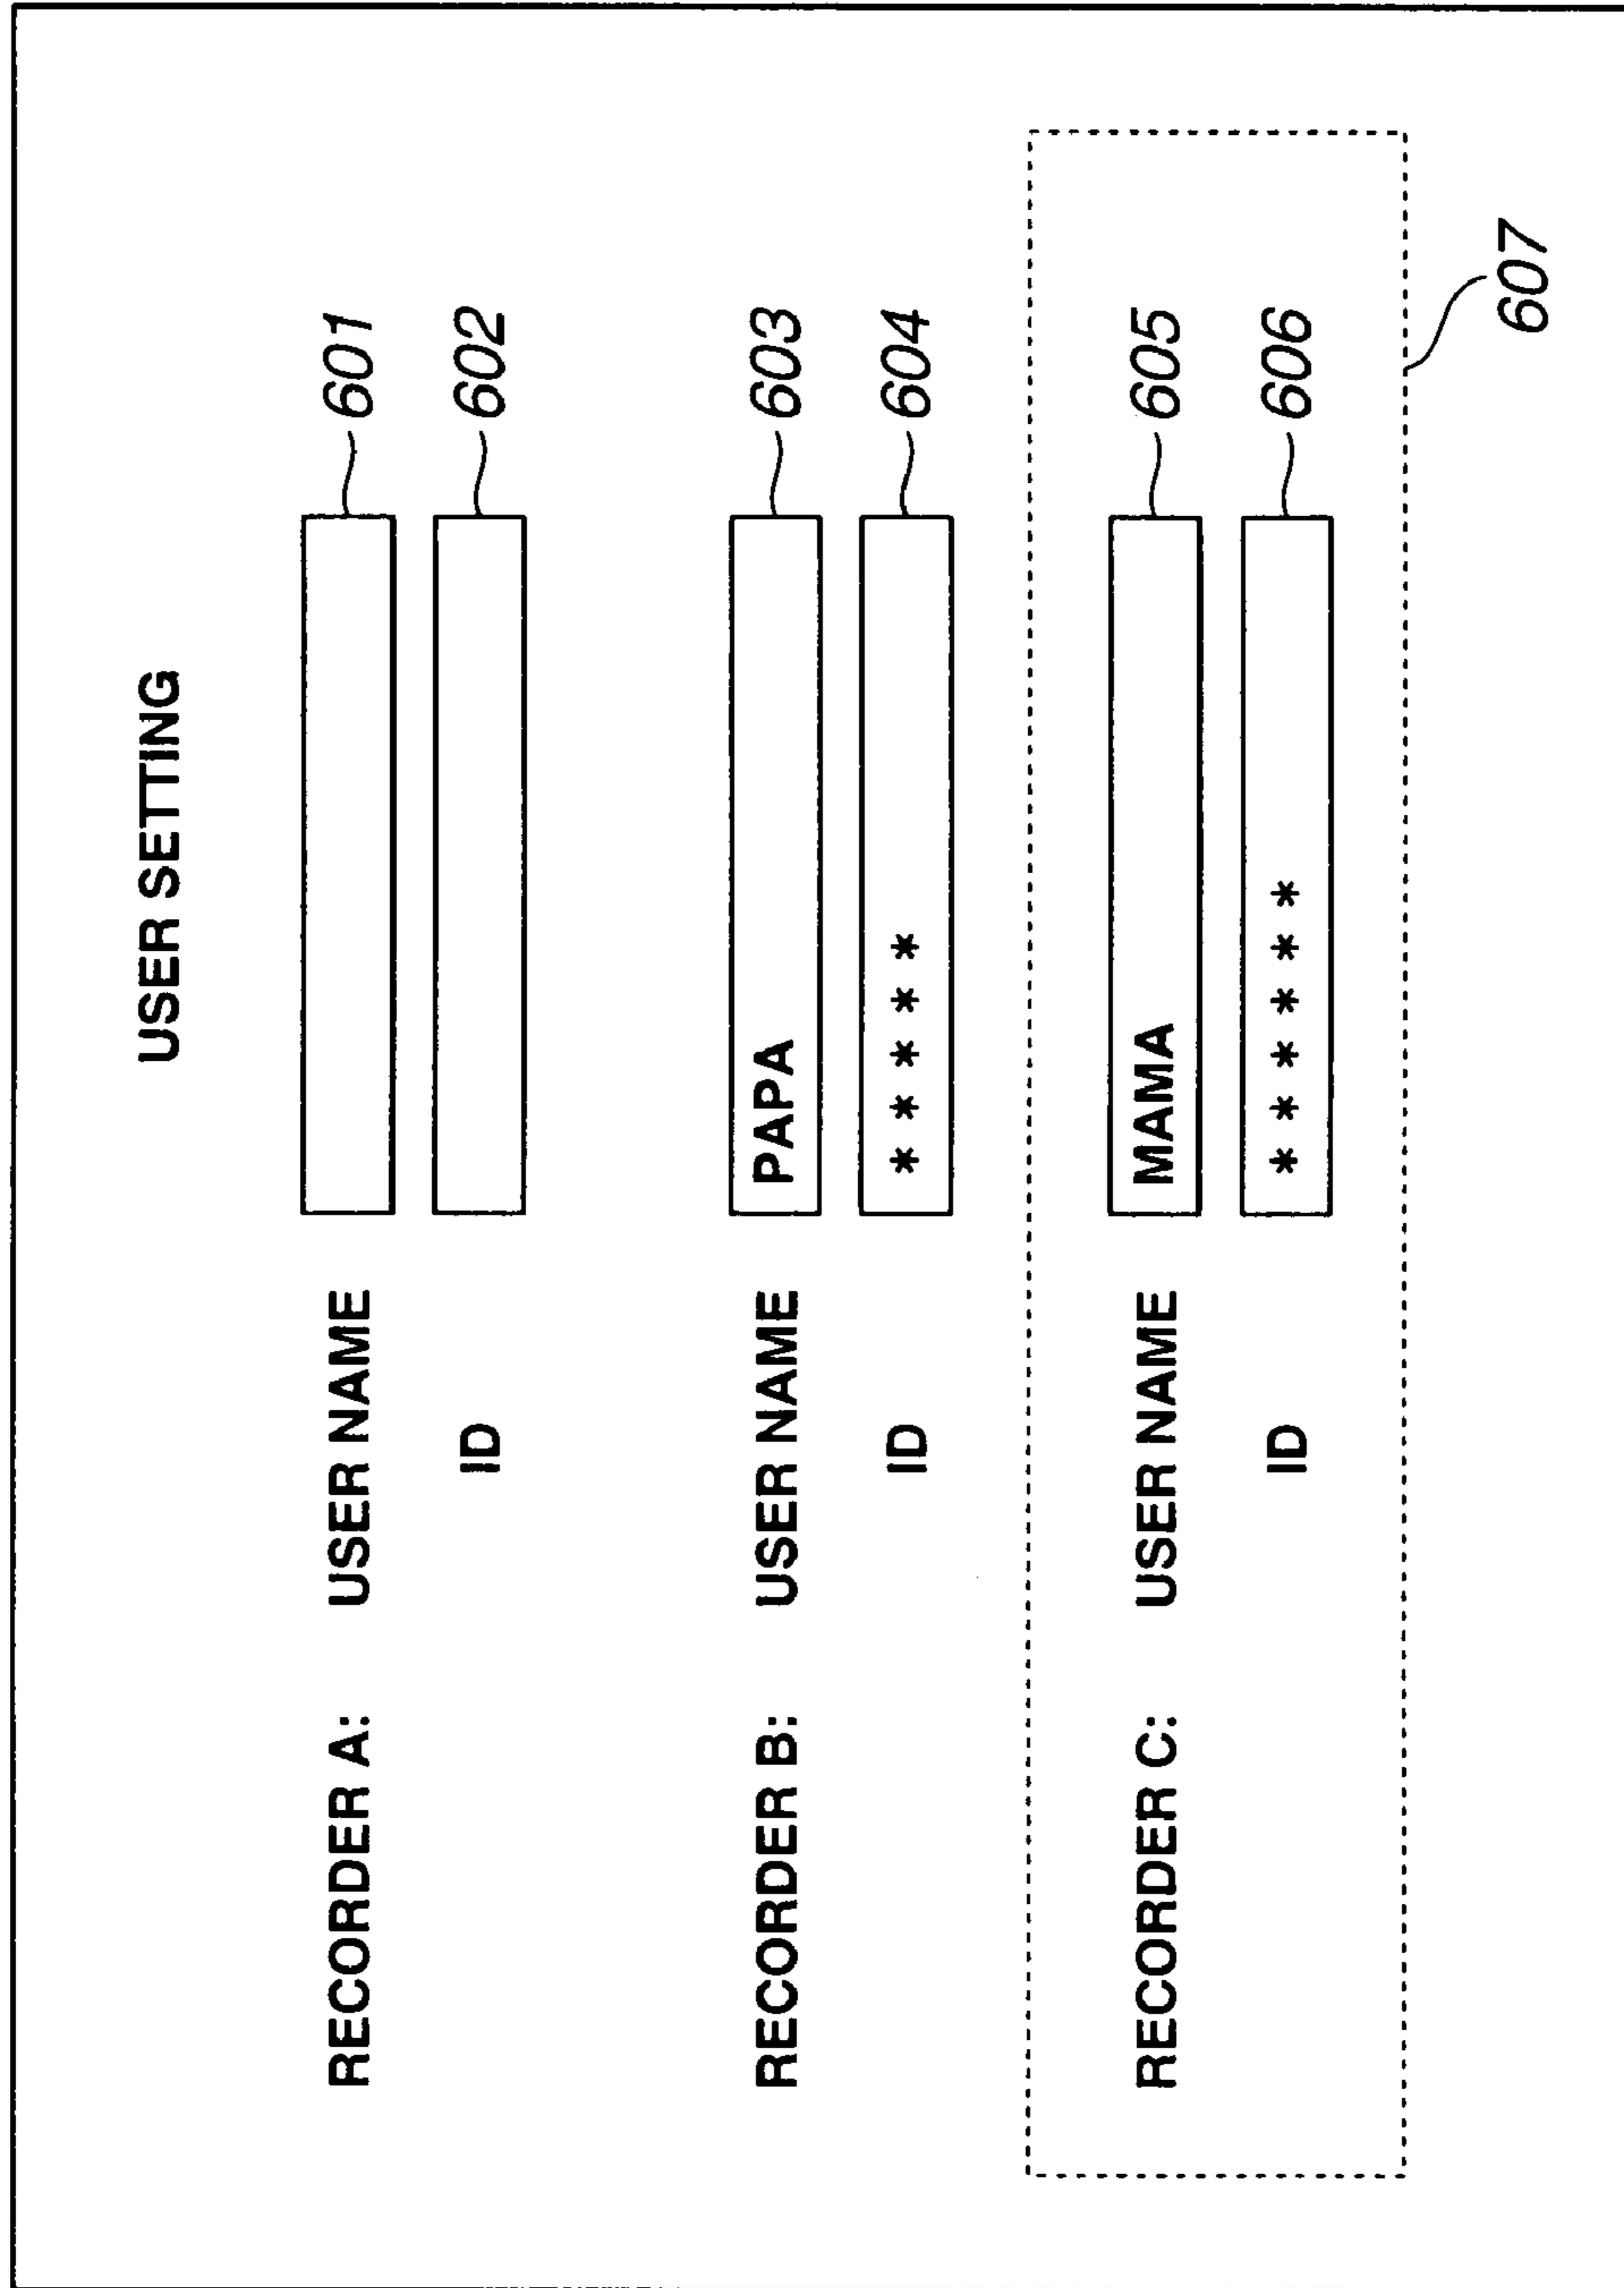 USER SETTING
RECORDER A: USER NAME 601
ID 602
RECORDER B: USER NAME PAPA 603
ID ***** 604
RECORDER C: USER NAME MAMA 605
ID ****** 606
607